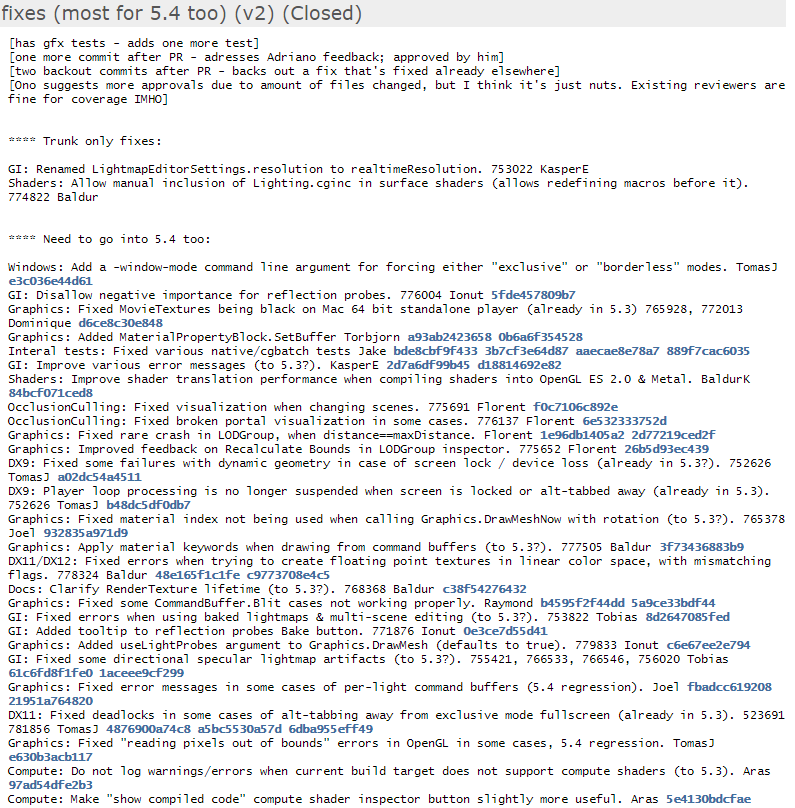 fixes (most for 5.4 too) (v2) (Closed)
[has gfx tests - adds one more test]
[one more commit after PR - adresses Adriano feedback; approved by him]
[two backout commits after PR - backs out a fix that's fixed already elsewhere]
[Ono suggests more approvals due to amount of files changed, but I think it's just nuts. Existing reviewers are
fine for coverage IMHO]
**** Trunk only fixes:
GI: Renamed LightmapEditorSettings.resolution to realtimeResolution. 753022 KasperE
Shaders: Allow manual inclusion of Lighting.cginc in surface shaders (allows redefining macros before it).
774822 Baldur
**** Need to go into 5.4 too:
Windows: Add a -window-mode command line argument for forcing either "exclusive" or "borderless" modes. TomasJ
e3c036e44d61
GI: Disallow negative importance for reflection probes. 776004 Ionut 5fde457809b7
Graphics: Fixed MovieTextures being black on Mac 64 bit standalone player (already in 5.3) 765928, 772013
Dominique d6ce8c30e848
Graphics: Added MaterialPropertyBlock.SetBuffer Torbjorn a93ab2423658 0b6a6f354528
Interal tests: Fixed various native/cgbatch tests Jake bde8cbf9f433 3b7cf3e64d87 aaecae8e78a7 889f7cac6035
GI: Improve various error messages (to 5.3?). KasperE 2d7a6df99b45 d18814692e82
Shaders: Improve shader translation performance when compiling shaders into OpenGL ES 2.0 & Metal. BaldurK
84bcf071ced8
OcclusionCulling: Fixed visualization when changing scenes. 775691 Florent f0c7106c892e
OcclusionCulling: Fixed broken portal visualization in some cases. 776137 Florent 6e532333752d
Graphics: Fixed rare crash in LODGroup, when distance==maxDistance. Florent 1e96db1405a2 2d77219ced2f
Graphics: Improved feedback on Recalculate Bounds in LODGroup inspector. 775652 Florent 26b5d93ec439
DX9: Fixed some failures with dynamic geometry in case of screen lock / device loss (already in 5.3?). 752626
TomasJ a02dc54a4511
DX9: Player loop processing is no longer suspended when screen is locked or alt-tabbed away (already in 5.3).
752626 TomasJ b48dc5df0db7
Graphics: Fixed material index not being used when calling Graphics.DrawMeshNow with rotation (to 5.3?). 765378
Joel 932835a971d9
Graphics: Apply material keywords when drawing from command buffers (to 5.3?). 777505 Baldur 3f73436883b9
DX11/DX12: Fixed errors when trying to create floating point textures in linear color space, with mismatching
flags. 778324 Baldur 48e165f1c1fe c9773708e4c5
Docs: Clarify RenderTexture lifetime (to 5.3?). 768368 Baldur c38f54276432
Graphics: Fixed some CommandBuffer.Blit cases not working properly. Raymond b4595f2f44dd 5a9ce33bdf44
GI: Fixed errors when using baked lightmaps & multi-scene editing (to 5.3?). 753822 Tobias 8d2647085fed
GI: Added tooltip to reflection probes Bake button. 771876 Ionut 0e3ce7d55d41
Graphics: Added useLightProbes argument to Graphics.DrawMesh (defaults to true). 779833 Ionut c6e67ee2e794
GI: Fixed some directional specular lightmap artifacts (to 5.3?). 755421, 766533, 766546, 756020 Tobias
61c6fd8f1fe0 1aceee9cf299
Graphics: Fixed error messages in some cases of per-light command buffers (5.4 regression). Joel fbadcc619208
21951a764820
DX11: Fixed deadlocks in some cases of alt-tabbing away from exclusive mode fullscreen (already in 5.3). 523691
781856 TomasJ 4876900a74c8 a5bc5530a57d 6dba955eff49
Graphics: Fixed "reading pixels out of bounds" errors in OpenGL in some cases, 5.4 regression. TomasJ
e630b3acb117
Compute: Do not log warnings/errors when current build target does not support compute shaders (to 5.3). Aras
97ad54dfe2b3
Compute: Make "show compiled code" compute shader inspector button slightly more useful. Aras 5e4130bdcfae